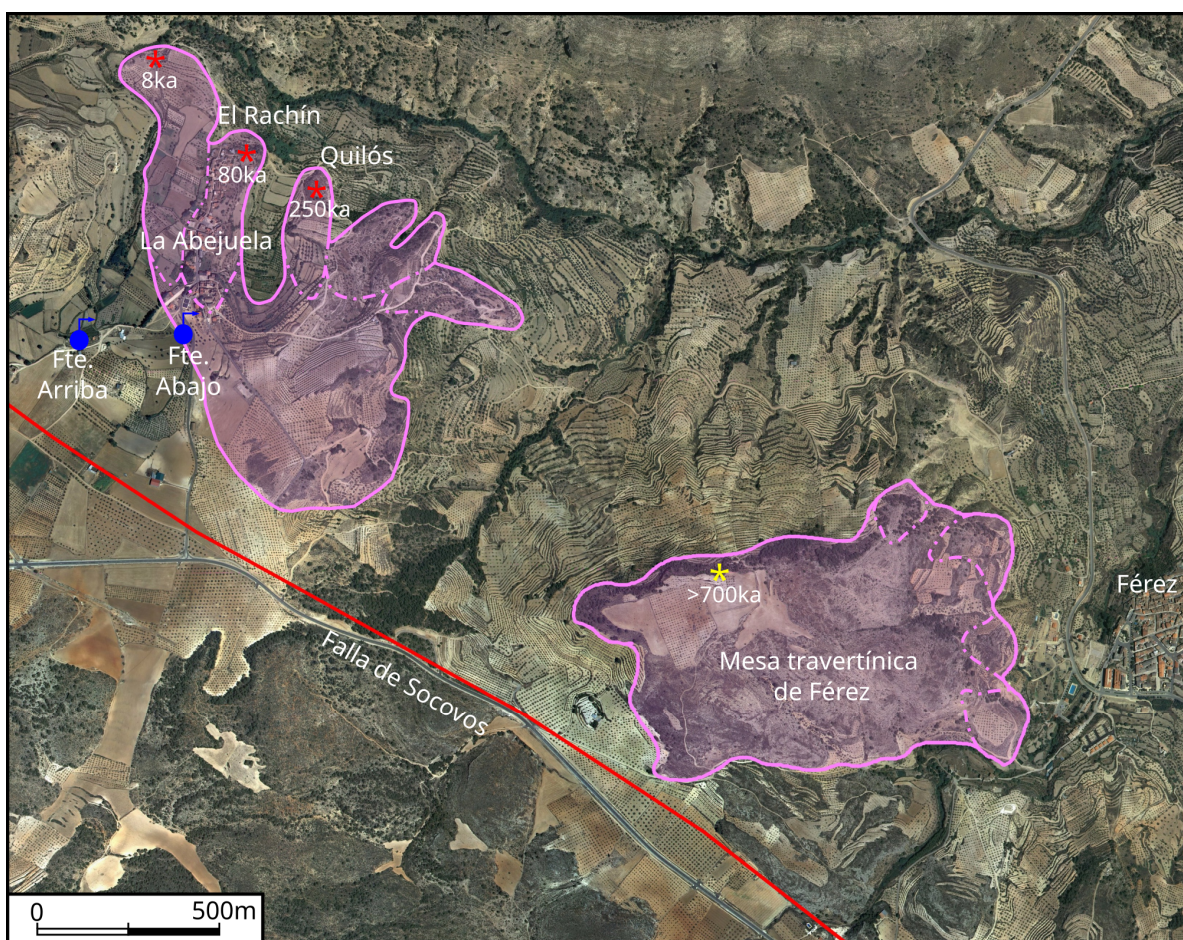 8ka
El Rachín
80ka
Quilós
250ka
La Abejuela
Fte.
Arriba
Fte.
Abajo
>700ka
Férez
Mesa travertínica
de Férez
Falla de Socovos
0
500m